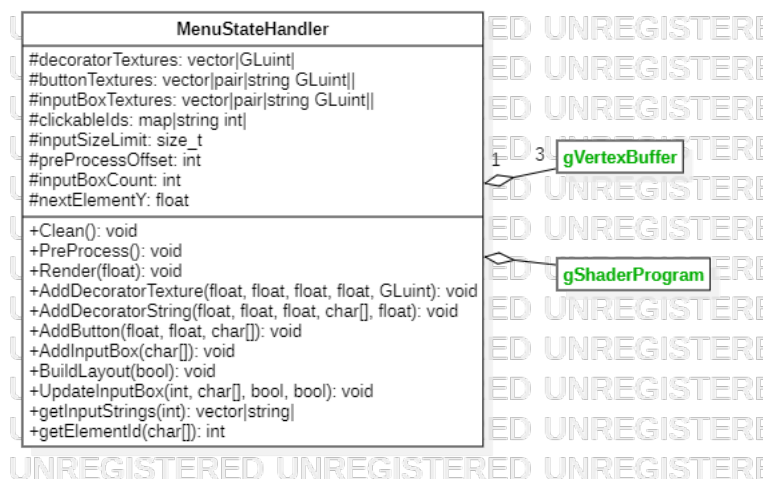 MenuStateHandler
#decoratorTextures: vector|GLuint|
#buttonTextures: vector|pair|string GLuint||
#inputBoxTextures: vector|pair|string GLuint||
#clickableIds: map|string int|
#inputSizeLimit: size_t
#preProcessOffset: int
#inputBoxCount: int
#nextElementY: float
+Clean(): void
+PreProcess(): void
+Render(float): void
+AddDecoratorTexture(float, float, float, float, GLuint): void
+AddDecoratorString(float, float, float, char[], float): void
+AddButton(float, float, char[]): void
+AddInputBox(char[]): void
+BuildLayout(bool): void
+UpdateInputBox(int, char[], bool, bool): void
+getInputStrings(int): vector|string|
+getElementId(char[]): int
1
3
gVertexBuffer
gShaderProgram
UNREGISTERED UNREGISTERED UNREGISTERE